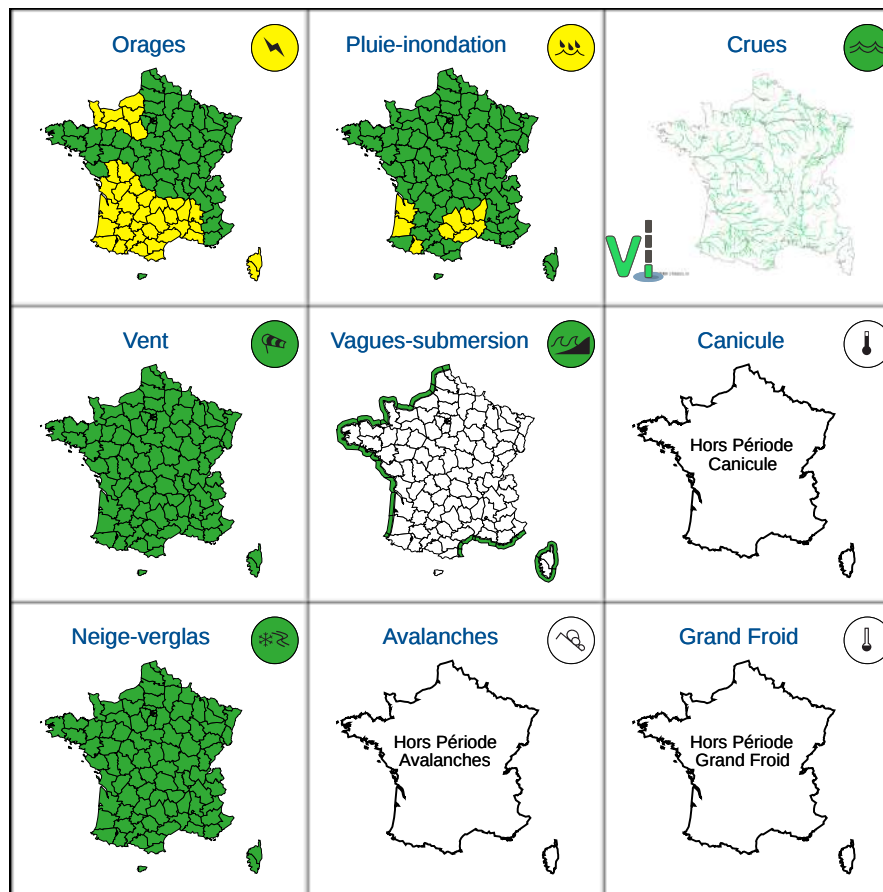 Orages
Pluie-inondation
Crues
Vi
Vent
Vagues-submersion
Canicule
Hors Période
Canicule
Neige-verglas
Avalanches
Grand Froid
Hors Période
Avalanches
Hors Période
Grand Froid